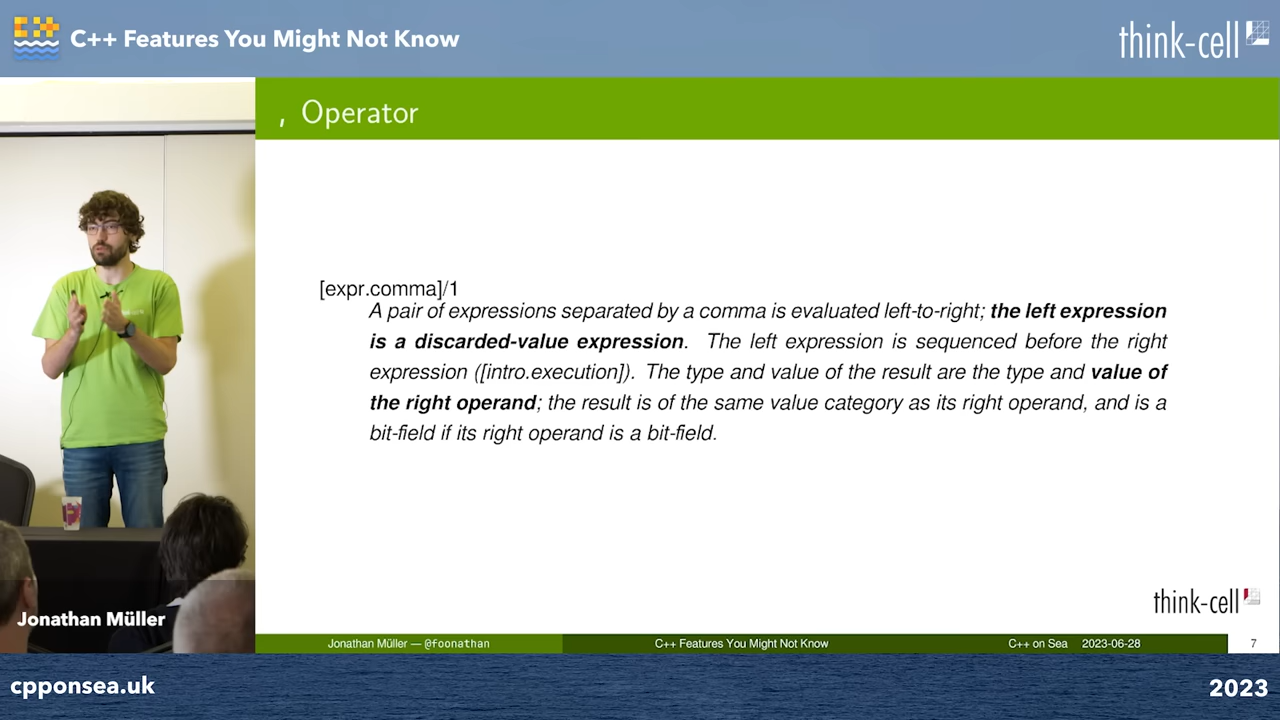 C++
C++ Features You Might Not Know
think-cell
, Operator
[expr.comma]/1
A pair of expressions separated by a comma is evaluated left-to-right; the left expression
is a discarded-value expression. The left expression is sequenced before the right
expression ([intro.execution]). The type and value of the result are the type and value of
the right operand; the result is of the same value category as its right operand, and is a
bit-field if its right operand is a bit-field.
think-cell
Jonathan Müller
Jonathan Müller — @foonathan
C++ Features You Might Not Know
C++ on Sea 2023-06-28
7
cpponsea.uk
2023